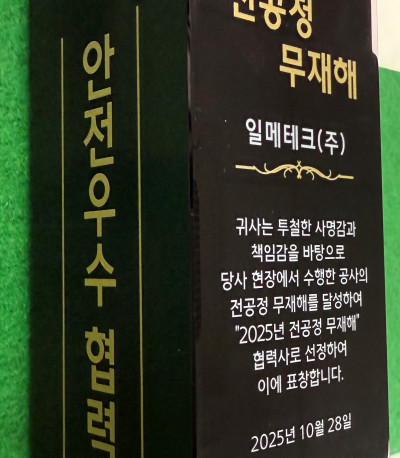 안전우수 협력
전공정
무재해
일메테크(주)
귀사는 투철한 사명감과
책임감을 바탕으로
당사 현장에서 수행한 공사의
전공정 무재해를 달성하여
"2025년 전공정 무재해"
협력사로 선정하여
이에 표창합니다.
2025년 10월 28일